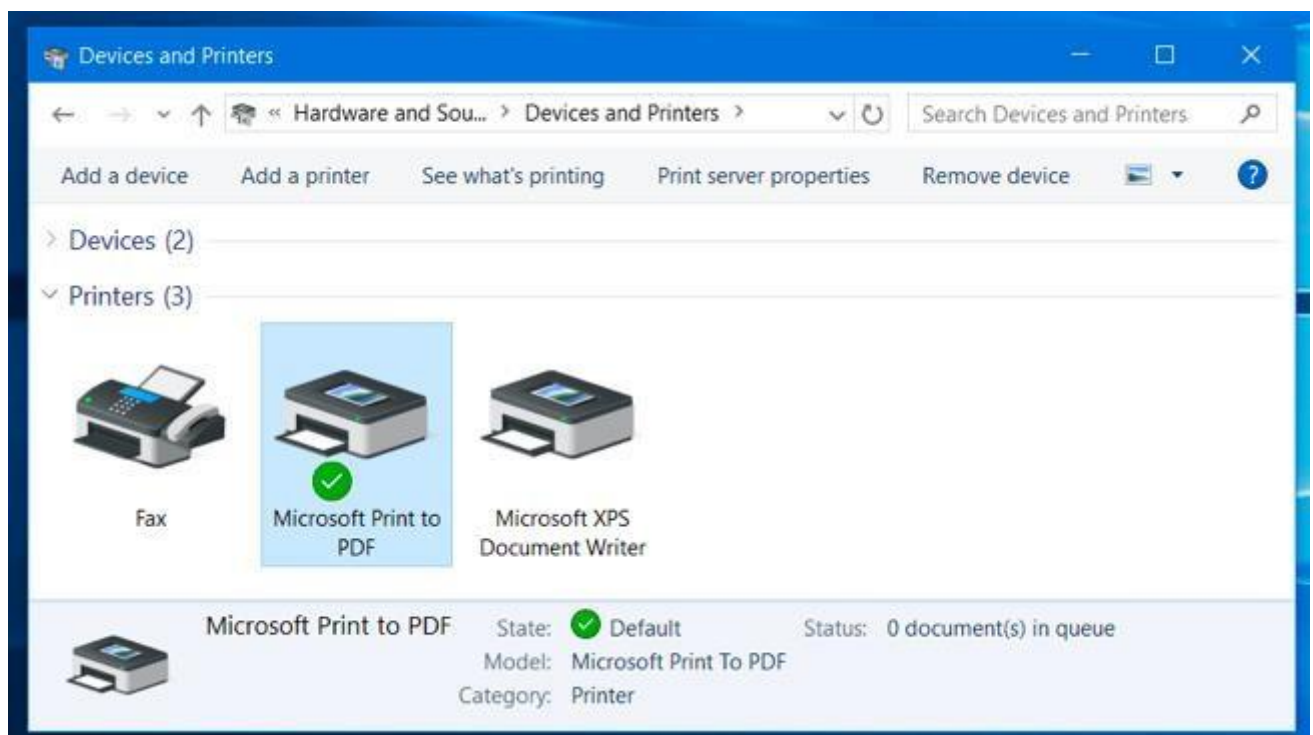 Devices and Printers
« Hardware and Sou... > Devices and Printers > Search Devices and Printers
Add a device Add a printer See what's printing Print server properties Remove device ?
Devices (2)
Printers (3)
Fax
Microsoft Print to
PDF
Microsoft XPS
Document Writer
Microsoft Print to PDF State: Default Status: 0 document(s) in queue
Model: Microsoft Print To PDF
Category: Printer